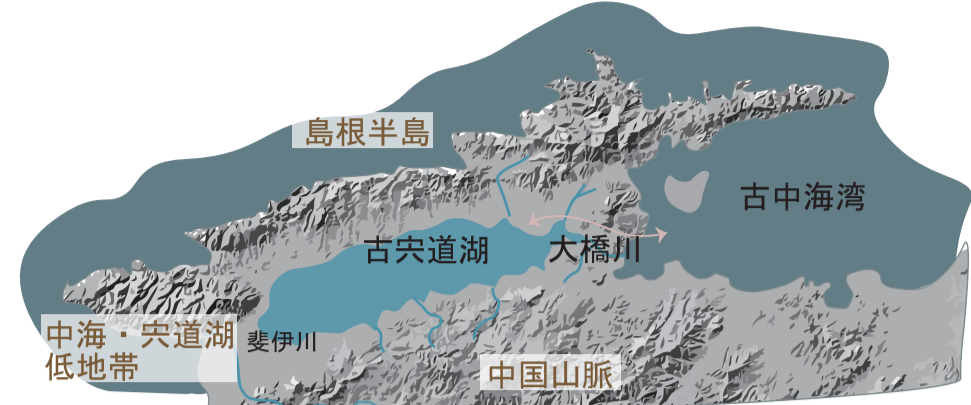 島根半島
古中海湾
古宍道湖
大橋川
中海・宍道湖
低地帯
斐伊川
中国山脈